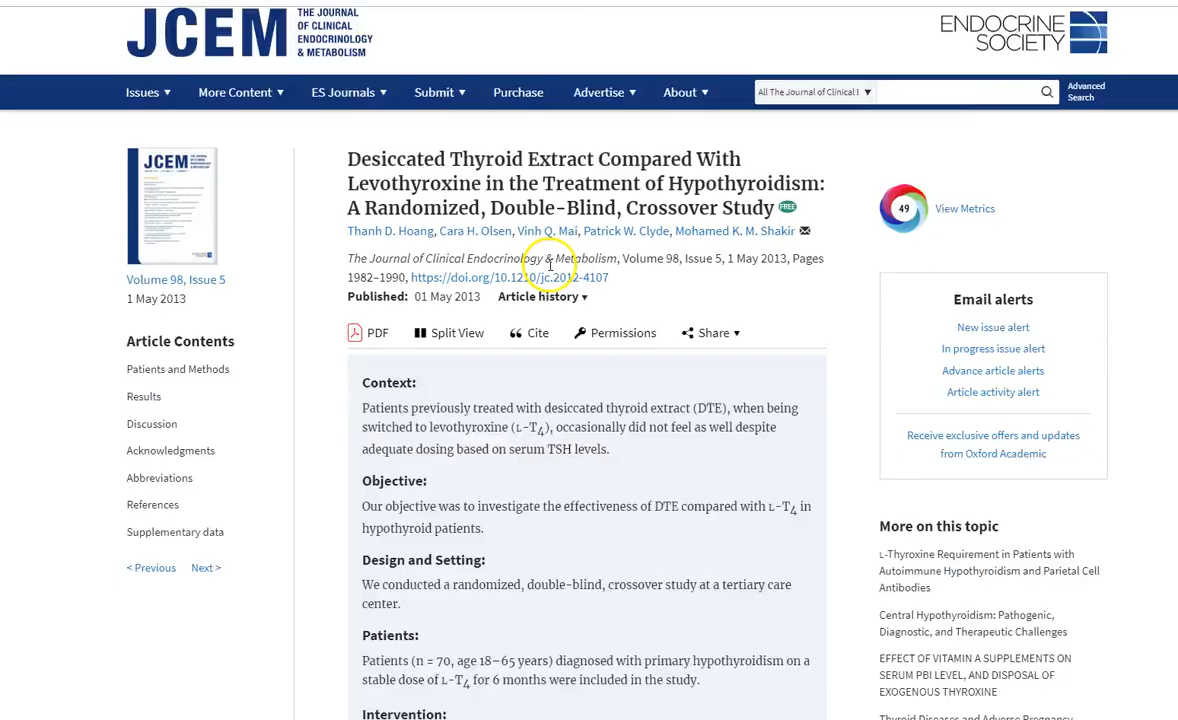 JCEM
THE JOURNAL
OF CLINICAL
ENDOCRINOLOGY
& METABOLISM
ENDOCRINE
SOCIETY
Issues ▼ More Content ▼ ES Journals ▼ Submit ▼ Purchase Advertise ▼ About ▼
All The Journal of Clinical E ▼
Advanced
Search
JCEM
Volume 98, Issue 5
1 May 2013
Article Contents
Patients and Methods
Results
Discussion
Acknowledgments
Abbreviations
References
Supplementary data
< Previous Next >
Desiccated Thyroid Extract Compared With
Levothyroxine in the Treatment of Hypothyroidism:
A Randomized, Double-Blind, Crossover Study FREE
Thanh D. Hoang, Cara H. Olsen, Vinh Q. Mai, Patrick W. Clyde, Mohamed K. M. Shakir
The Journal of Clinical Endocrinology & Metabolism, Volume 98, Issue 5, 1 May 2013, Pages
1982–1990, https://doi.org/10.1210/jc.2012-4107
Published: 01 May 2013 Article history ▼
PDF Split View Cite Permissions Share ▼
Context:
Patients previously treated with desiccated thyroid extract (DTE), when being
switched to levothyroxine (L-T4), occasionally did not feel as well despite
adequate dosing based on serum TSH levels.
Objective:
Our objective was to investigate the effectiveness of DTE compared with L-T4 in
hypothyroid patients.
Design and Setting:
We conducted a randomized, double-blind, crossover study at a tertiary care
center.
Patients:
Patients (n = 70, age 18–65 years) diagnosed with primary hypothyroidism on a
stable dose of L-T4 for 6 months were included in the study.
Intervention:
49 View Metrics
Email alerts
New issue alert
In progress issue alert
Advance article alerts
Article activity alert
Receive exclusive offers and updates
from Oxford Academic
More on this topic
L-Thyroxine Requirement in Patients with
Autoimmune Hypothyroidism and Parietal Cell
Antibodies
Central Hypothyroidism: Pathogenic,
Diagnostic, and Therapeutic Challenges
EFFECT OF VITAMIN A SUPPLEMENTS ON
SERUM PBI LEVEL, AND DISPOSAL OF
EXOGENOUS THYROXINE
Thyroid Diseases and Adverse Pregnancy